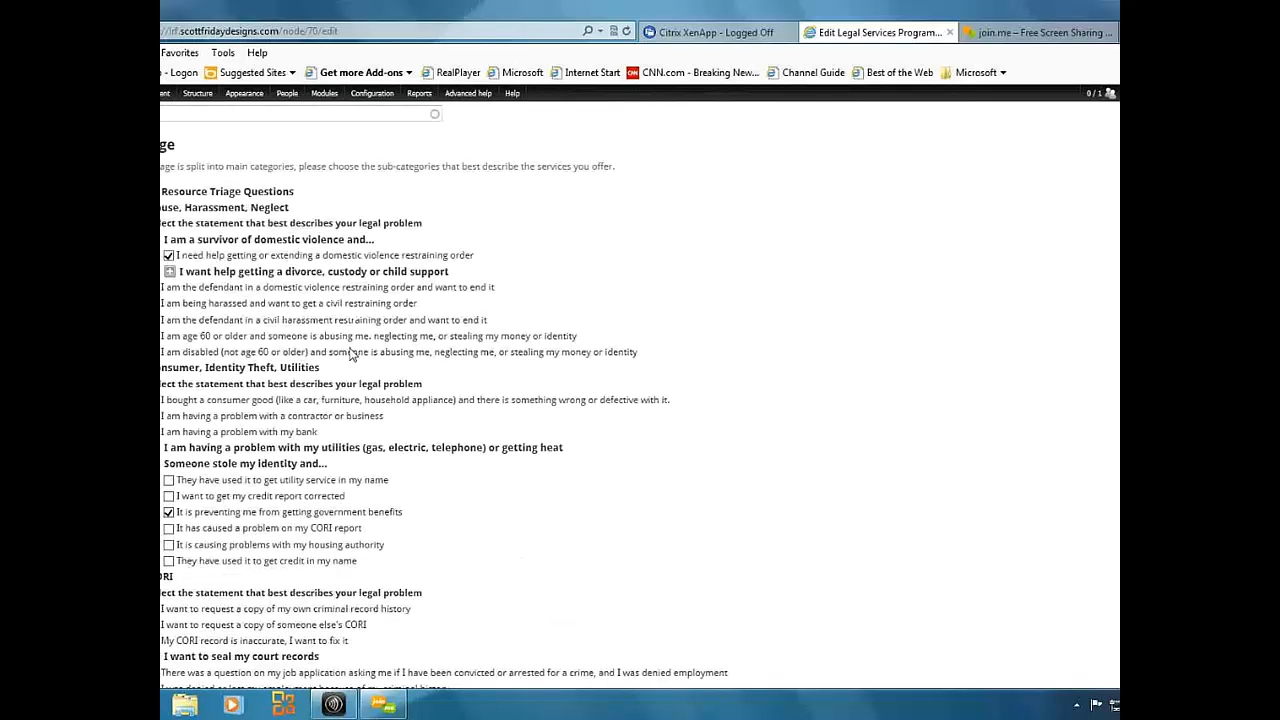 //lrf.scottfridaydesigns.com/node/70/edit
Citrix XenApp - Logged Off
Edit Legal Services Program...
join.me – Free Screen Sharing ...
Favorites Tools Help
n - Logon Suggested Sites Get more Add-ons RealPlayer Microsoft Internet Start CNN.com - Breaking New... Channel Guide Best of the Web Microsoft
ent Structure Appearance People Modules Configuration Reports Advanced help Help 0 / 1
ge
age is split into main categories, please choose the sub-categories that best describe the services you offer.
Resource Triage Questions
use, Harassment, Neglect
lect the statement that best describes your legal problem
I am a survivor of domestic violence and...
I need help getting or extending a domestic violence restraining order
I want help getting a divorce, custody or child support
I am the defendant in a domestic violence restraining order and want to end it
I am being harassed and want to get a civil restraining order
I am the defendant in a civil harassment restraining order and want to end it
I am age 60 or older and someone is abusing me, neglecting me, or stealing my money or identity
I am disabled (not age 60 or older) and someone is abusing me, neglecting me, or stealing my money or identity
nsumer, Identity Theft, Utilities
lect the statement that best describes your legal problem
I bought a consumer good (like a car, furniture, household appliance) and there is something wrong or defective with it.
I am having a problem with a contractor or business
I am having a problem with my bank
I am having a problem with my utilities (gas, electric, telephone) or getting heat
Someone stole my identity and...
They have used it to get utility service in my name
I want to get my credit report corrected
It is preventing me from getting government benefits
It has caused a problem on my CORI report
It is causing problems with my housing authority
They have used it to get credit in my name
ORI
lect the statement that best describes your legal problem
I want to request a copy of my own criminal record history
I want to request a copy of someone else's CORI
My CORI record is inaccurate, I want to fix it
I want to seal my court records
There was a question on my job application asking me if I have been convicted or arrested for a crime, and I was denied employment